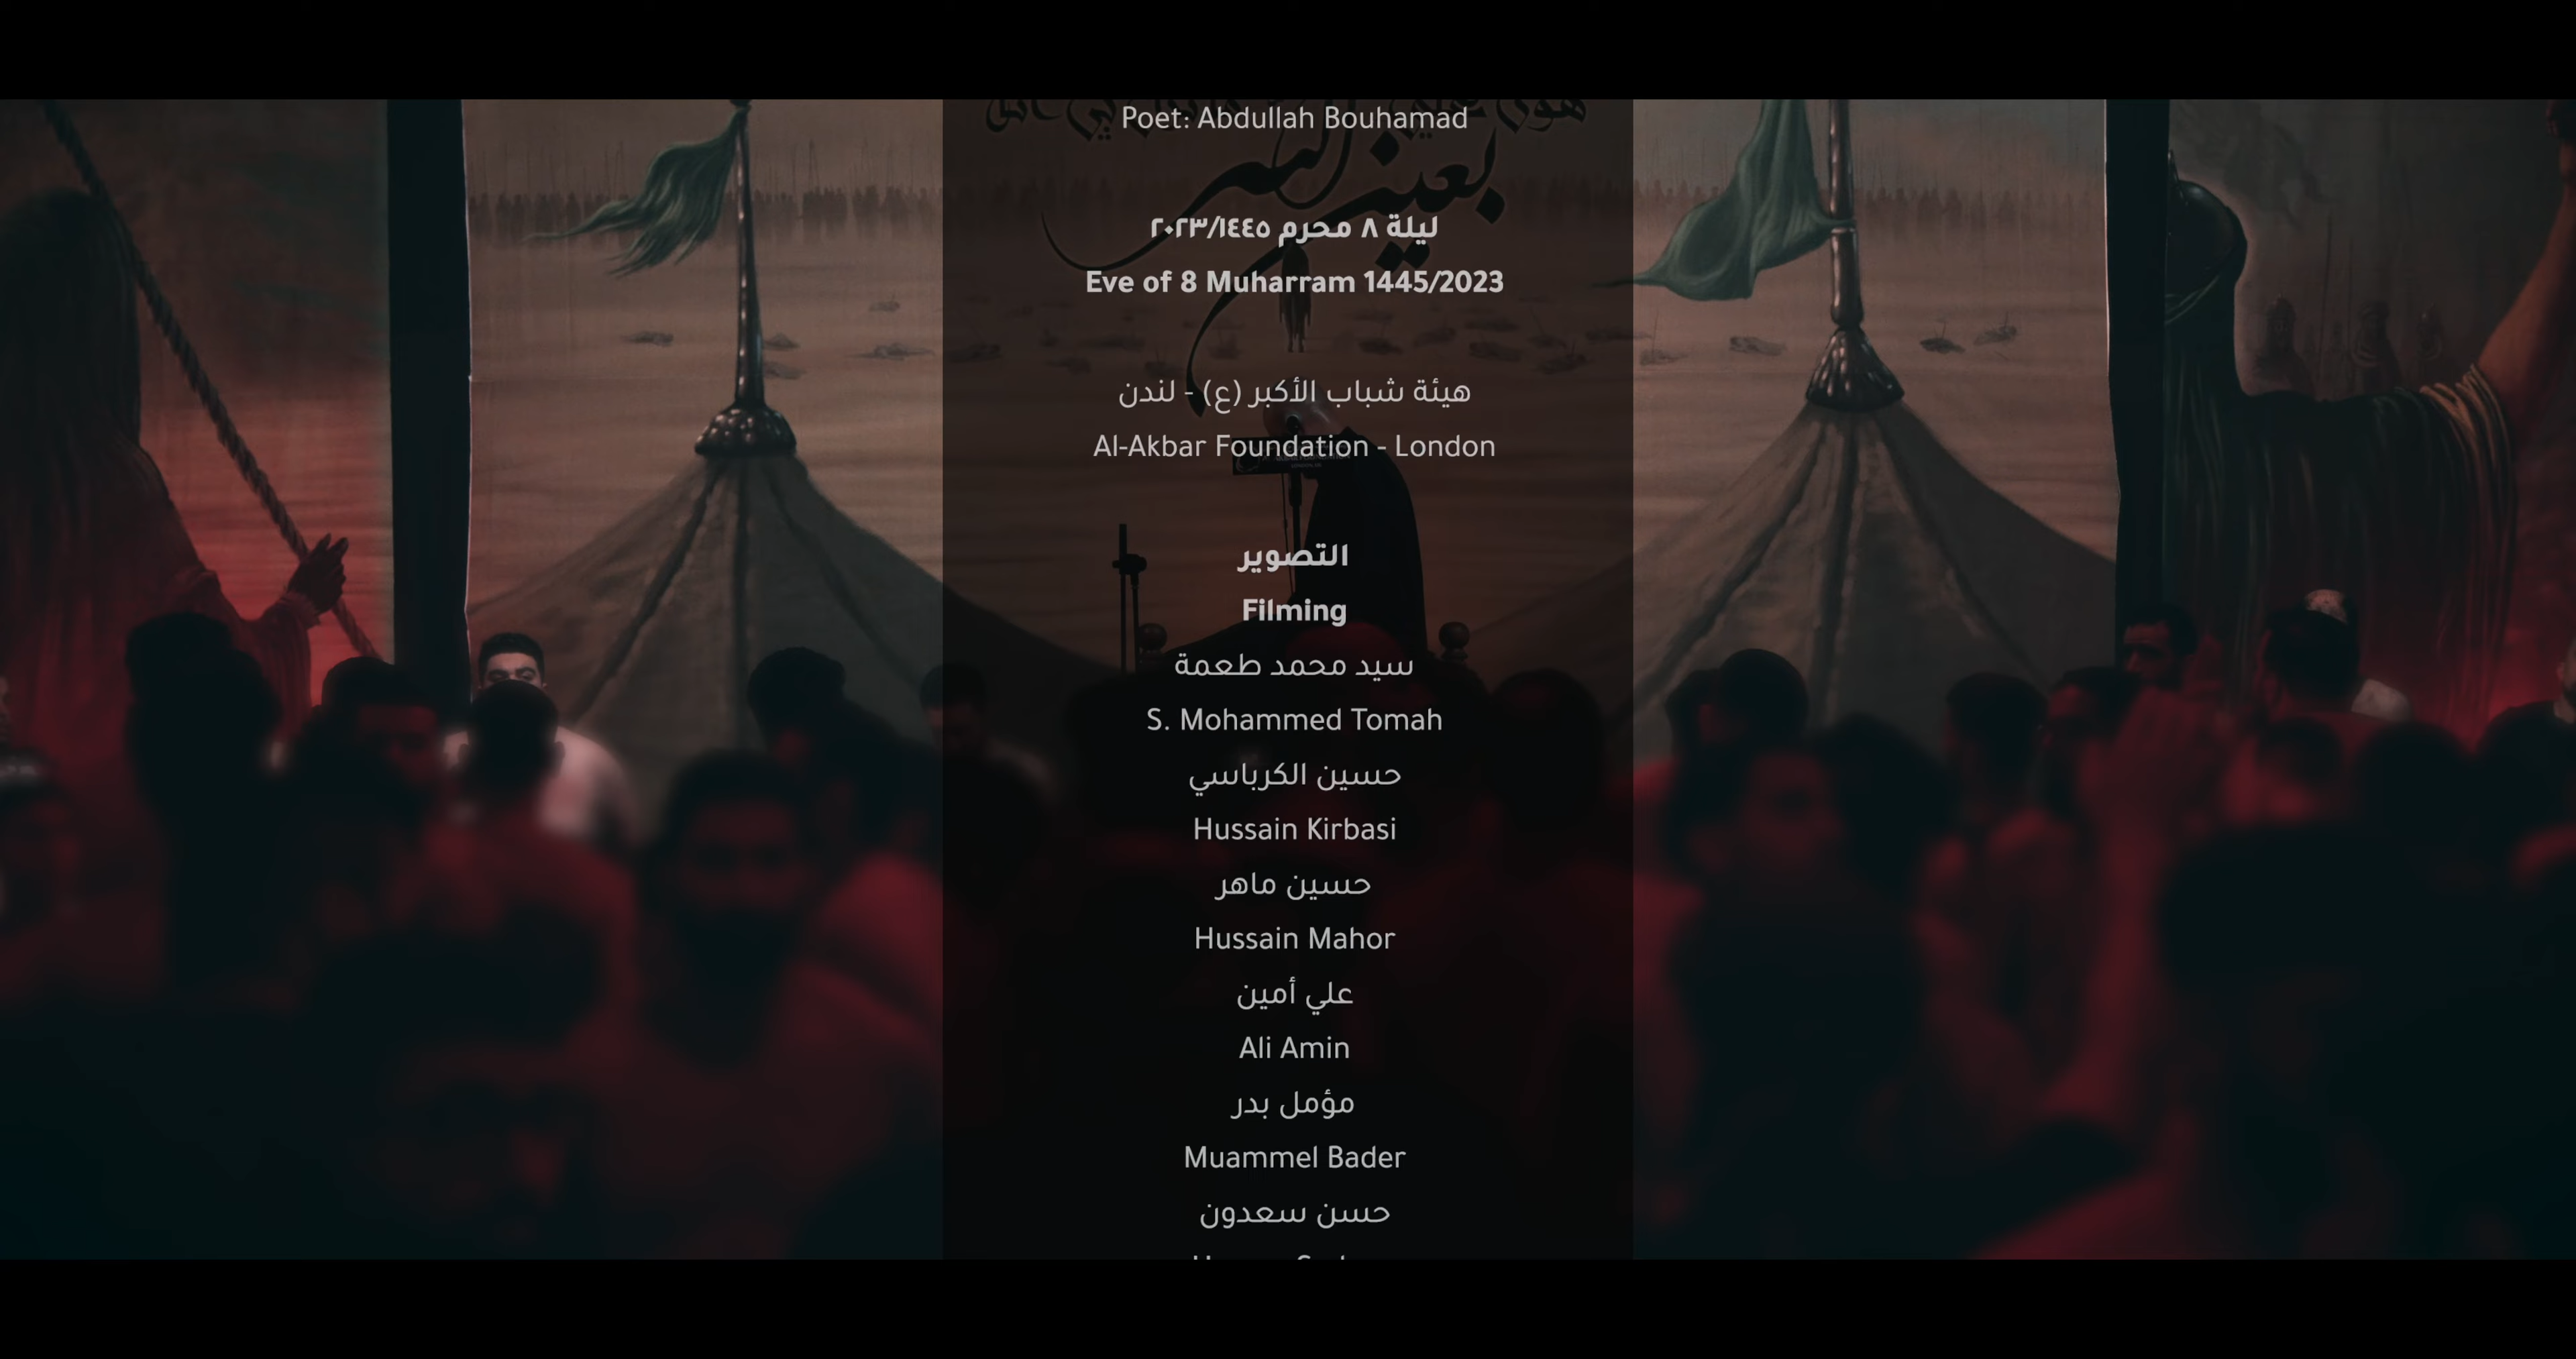 Poet: Abdullah Bouhamad
بعين الله
ليلة ٨ محرم ٢٠٢٣/١٤٤٥
Eve of 8 Muharram 1445/2023
هيئة شباب الأكبر (ع) - لندن
Al-Akbar Foundation - London
التصوير
Filming
سيد محمد طعمة
S. Mohammed Tomah
حسين الكرباسي
Hussain Kirbasi
حسين ماهر
Hussain Mahor
علي أمين
Ali Amin
مؤمل بدر
Muammel Bader
حسن سعدون